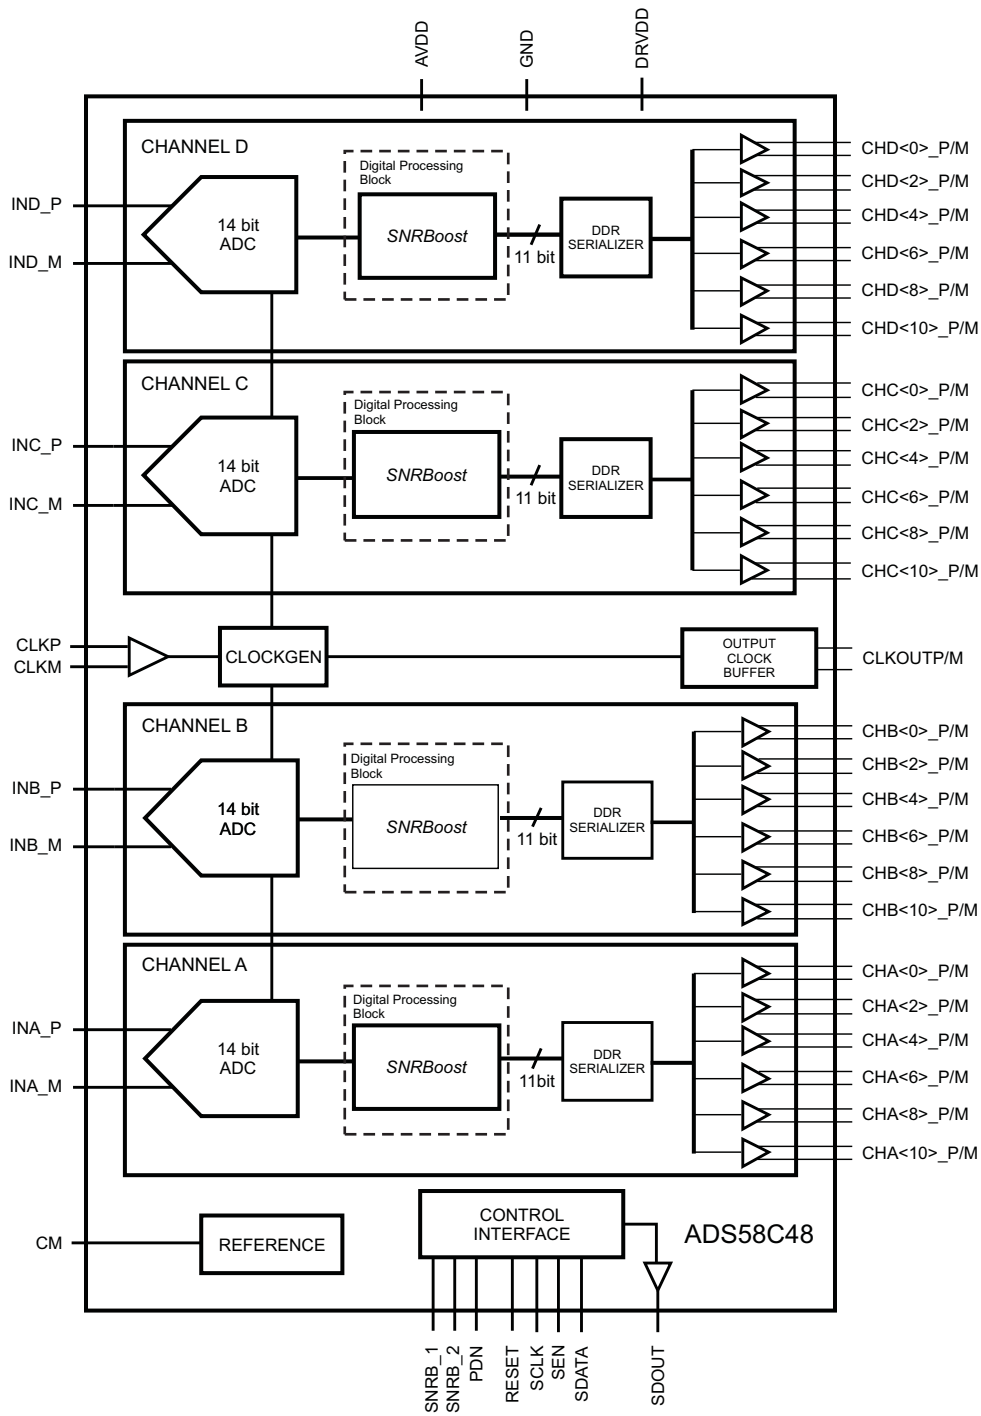 AVDD
GND
DRVDD
CHANNEL D
IND_P
IND_M
14 bit
ADC
Digital Processing
Block
SNRBoost
11 bit
DDR
SERIALIZER
CHD<0>_P/M
CHD<2>_P/M
CHD<4>_P/M
CHD<6>_P/M
CHD<8>_P/M
CHD<10>_P/M
CHANNEL C
INC_P
INC_M
14 bit
ADC
Digital Processing
Block
SNRBoost
11 bit
DDR
SERIALIZER
CHC<0>_P/M
CHC<2>_P/M
CHC<4>_P/M
CHC<6>_P/M
CHC<8>_P/M
CHC<10>_P/M
CLKP
CLKM
CLOCKGEN
OUTPUT
CLOCK
BUFFER
CLKOUTP/M
CHANNEL B
INB_P
INB_M
14 bit
ADC
Digital Processing
Block
SNRBoost
11 bit
DDR
SERIALIZER
CHB<0>_P/M
CHB<2>_P/M
CHB<4>_P/M
CHB<6>_P/M
CHB<8>_P/M
CHB<10>_P/M
CHANNEL A
INA_P
INA_M
14 bit
ADC
Digital Processing
Block
SNRBoost
11bit
DDR
SERIALIZER
CHA<0>_P/M
CHA<2>_P/M
CHA<4>_P/M
CHA<6>_P/M
CHA<8>_P/M
CHA<10>_P/M
CM
REFERENCE
CONTROL
INTERFACE
ADS58C48
SNRB_1
SNRB_2
PDN
RESET
SCLK
SEN
SDATA
SDOUT